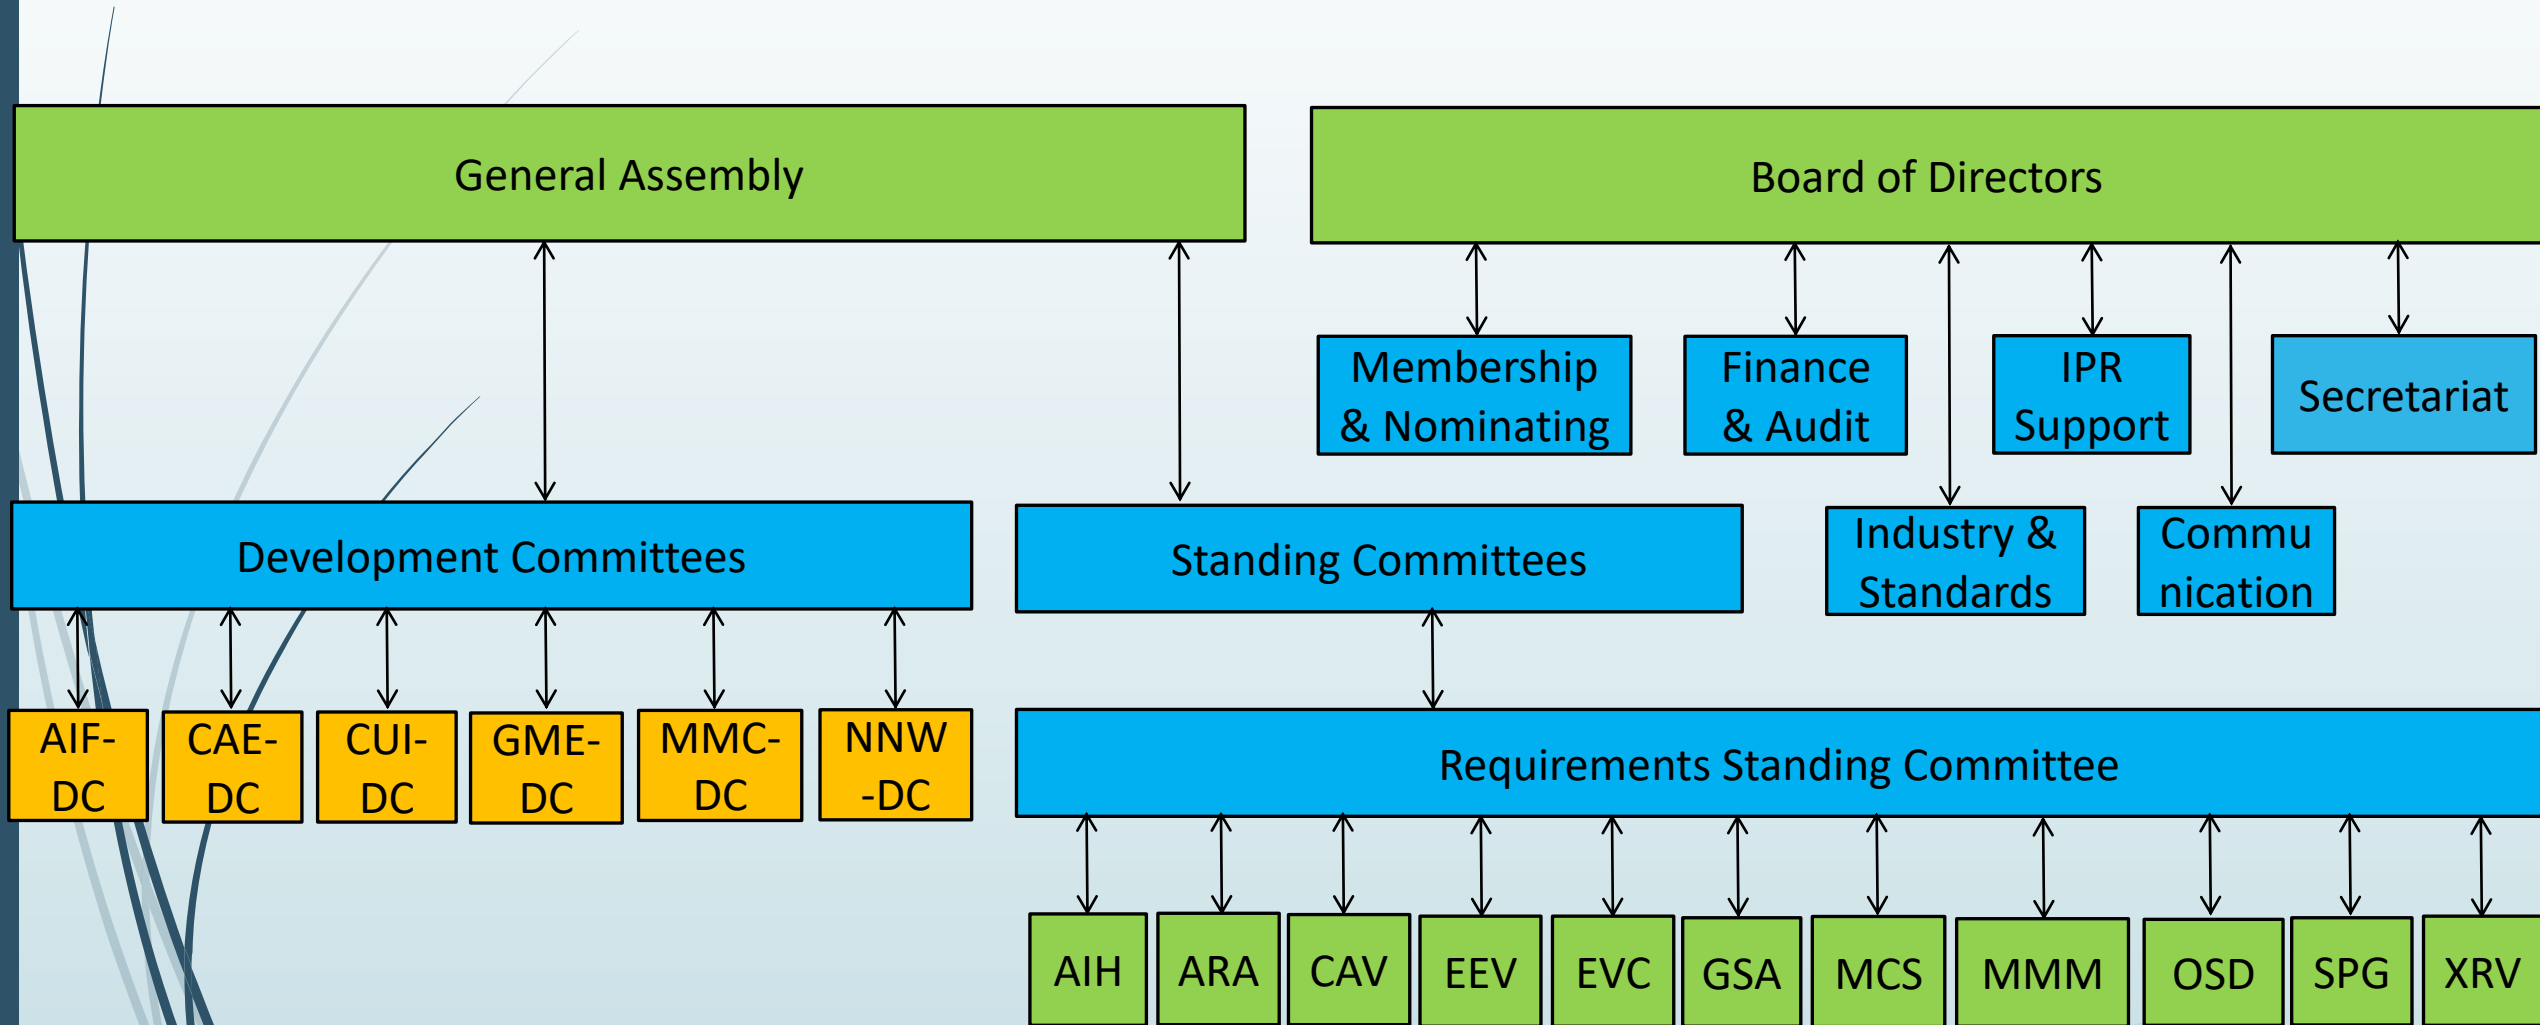 General Assembly
Board of Directors
Membership
& Nominating
Finance
& Audit
IPR
Support
Secretariat
Development Committees
Standing Committees
Industry &
Standards
Commu
nication
AIF-
DC
CAE-
DC
CUI-
DC
GME-
DC
MMC-
DC
NNW
-DC
Requirements Standing Committee
AIH
ARA
CAV
EEV
EVC
GSA
MCS
MMM
OSD
SPG
XRV